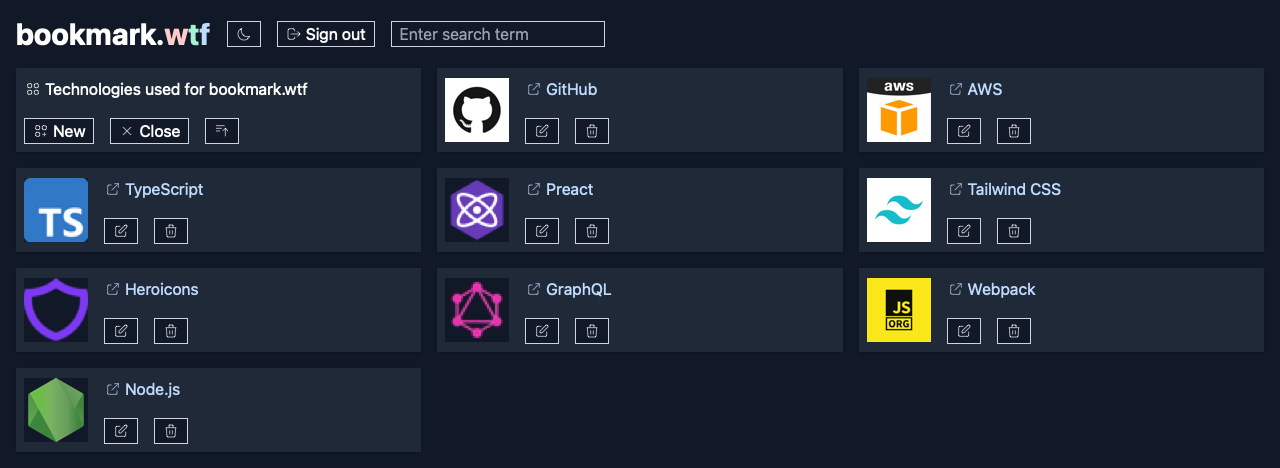 bookmark.wtf
Sign out
Enter search term
Technologies used for bookmark.wtf
New
Close
GitHub
aws
AWS
TS
TypeScript
Preact
Tailwind CSS
Heroicons
GraphQL
JS
ORG
Webpack
Node.js